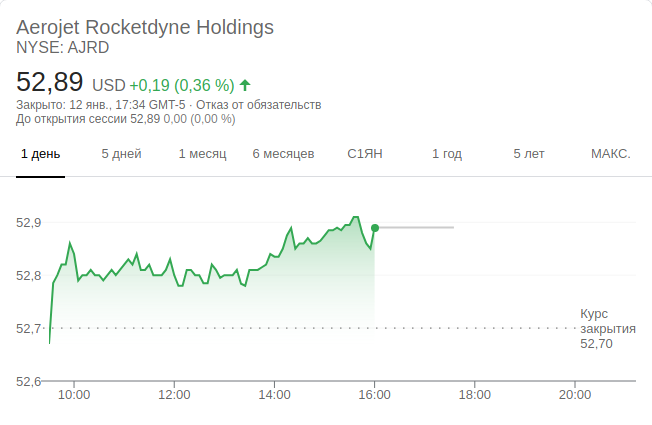 Aerojet Rocketdyne Holdings
NYSE: AJRD
52,89 USD +0,19 (0,36 %)
Закрыто: 12 янв., 17:34 GMT-5 · Отказ от обязательств
До открытия сессии 52,89 0,00 (0,00 %)
1 день 5 дней 1 месяц 6 месяцев С1ЯН 1 год 5 лет МАКС.
52,9
52,8
52,7
52,6
Курс
закрытия
52,70
10:00 12:00 14:00 16:00 18:00 20:00